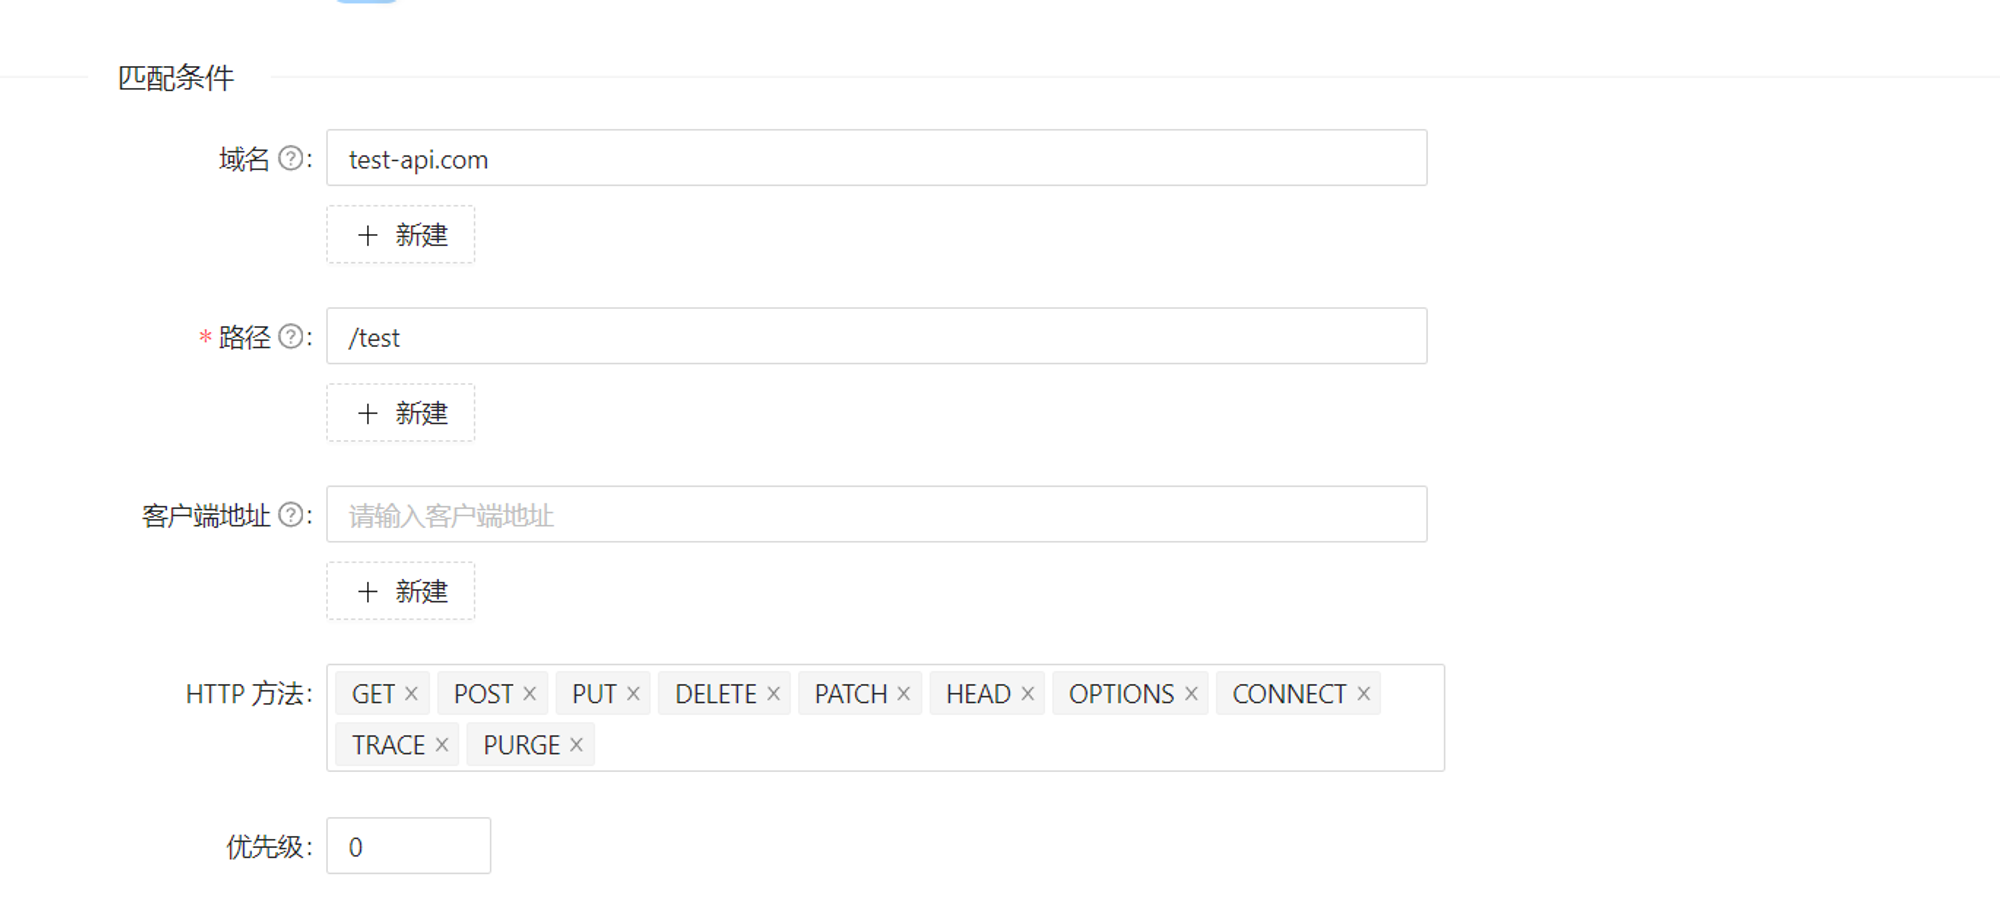 匹配条件
域名 ? : test-api.com
+ 新建
* 路径 ? : /test
+ 新建
客户端地址 ? : 请输入客户端地址
+ 新建
HTTP 方法: GET × POST × PUT × DELETE × PATCH × HEAD × OPTIONS × CONNECT ×
TRACE × PURGE ×
优先级: 0